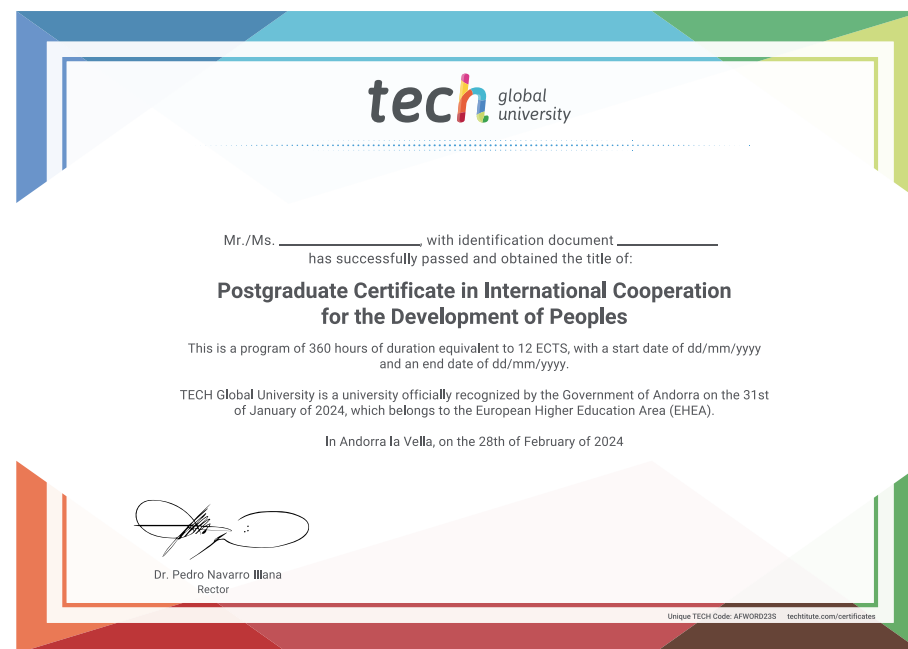 tech global university
Mr./Ms. ____________________, with identification document ______________
has successfully passed and obtained the title of:
Postgraduate Certificate in International Cooperation
for the Development of Peoples
This is a program of 360 hours of duration equivalent to 12 ECTS, with a start date of dd/mm/yyyy
and an end date of dd/mm/yyyy.
TECH Global University is a university officially recognized by the Government of Andorra on the 31st
of January of 2024, which belongs to the European Higher Education Area (EHEA).
In Andorra la Vella, on the 28th of February of 2024
Dr. Pedro Navarro Illana
Rector
Unique TECH Code: AFWORD23S techtitute.com/certificates